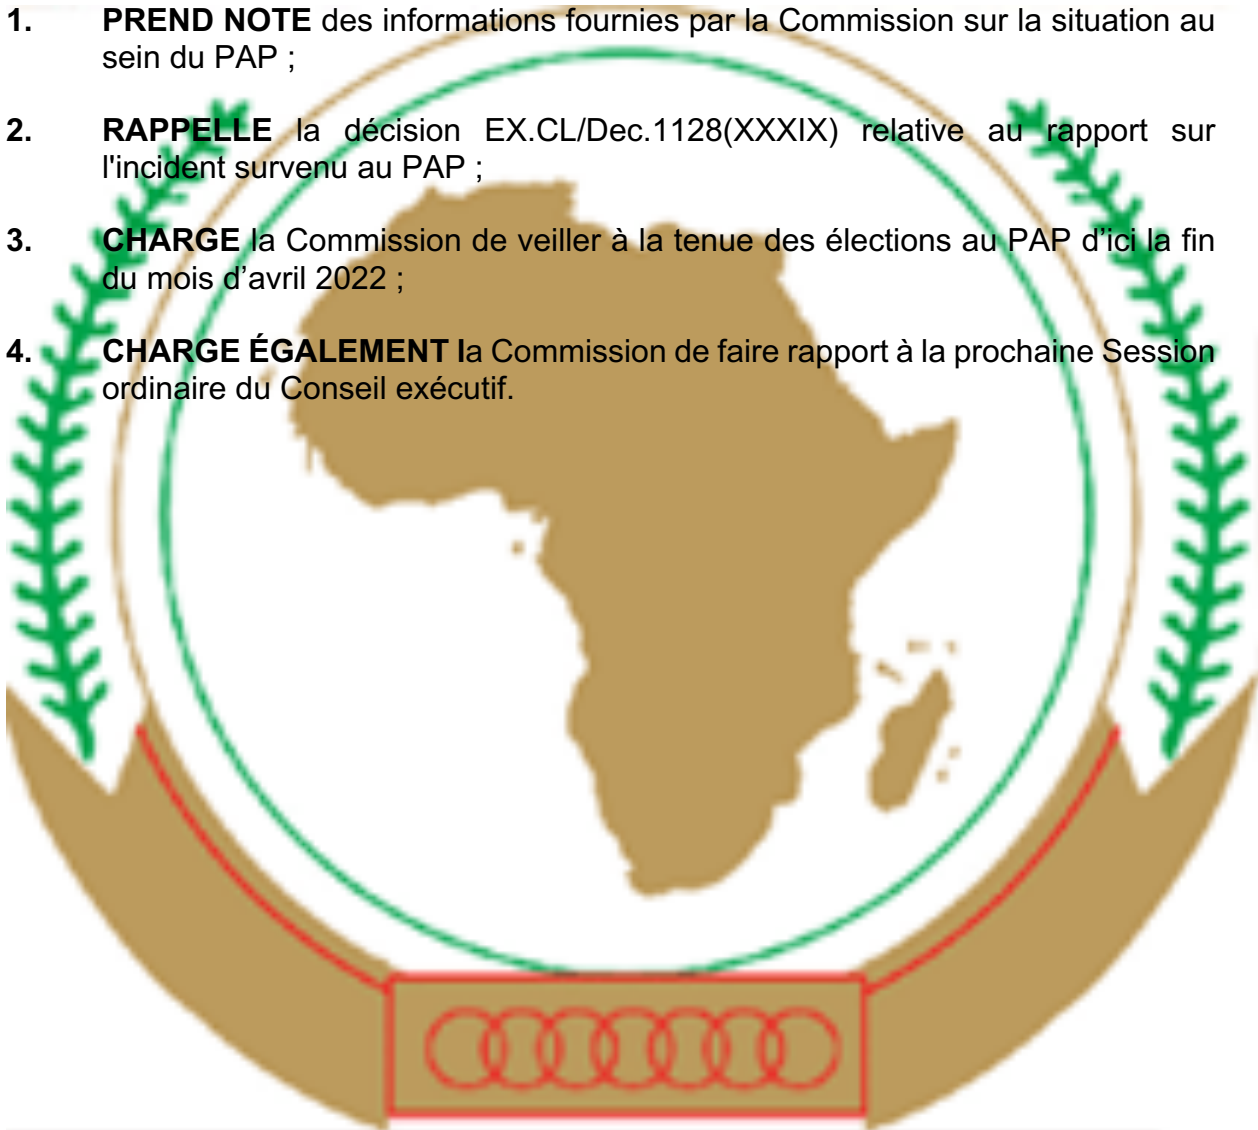 1. PREND NOTE des informations fournies par la Commission sur la situation au
sein du PAP ;
2. RAPPELLE la décision EX.CL/Dec.1128(XXXIX) relative au rapport sur
l'incident survenu au PAP ;
3. CHARGE la Commission de veiller à la tenue des élections au PAP d’ici la fin
du mois d’avril 2022 ;
4. CHARGE ÉGALEMENT la Commission de faire rapport à la prochaine Session
ordinaire du Conseil exécutif.